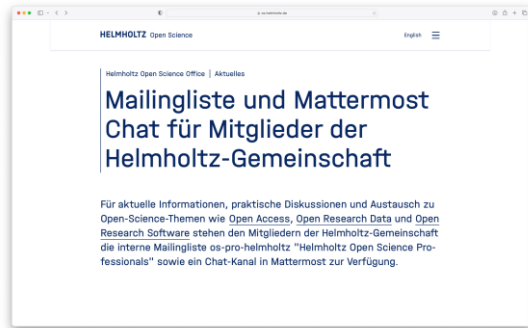 HELMHOLTZ Open Science
English
Helmholtz Open Science Office | Aktuelles
Mailingliste und Mattermost
Chat für Mitglieder der
Helmholtz-Gemeinschaft
Für aktuelle Informationen, praktische Diskussionen und Austausch zu
Open-Science-Themen wie Open Access, Open Research Data und Open
Research Software stehen den Mitgliedern der Helmholtz-Gemeinschaft
die interne Mailingliste os-pro-helmholtz "Helmholtz Open Science Pro-
fessionals" sowie ein Chat-Kanal in Mattermost zur Verfügung.